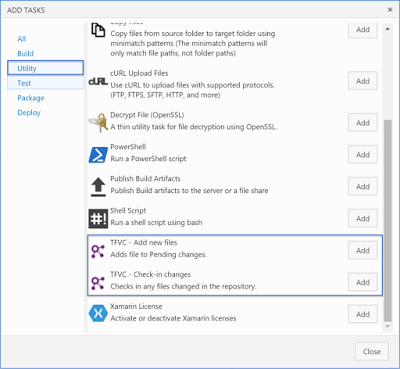 ADD TASKS
×
All
Build
Utility
Test
Package
Deploy
Copy Files
Copy files from source folder to target folder using
minimatch patterns (The minimatch patterns will
only match file paths, not folder paths)
Add
cURL
cURL Upload Files
Use cURL to upload files with supported protocols.
(FTP, FTPS, SFTP, HTTP, and more)
Add
Decrypt File (OpenSSL)
A thin utility task for file decryption using OpenSSL.
Add
PowerShell
Run a PowerShell script
Add
Publish Build Artifacts
Publish Build artifacts to the server or a file share
Add
#!
Shell Script
Run a shell script using bash
Add
TFVC - Add new files
Adds file to Pending changes.
Add
TFVC - Check-in changes
Checks in any files changed in the repository.
Add
Xamarin License
Activate or deactivate Xamarin licenses
Add
Close